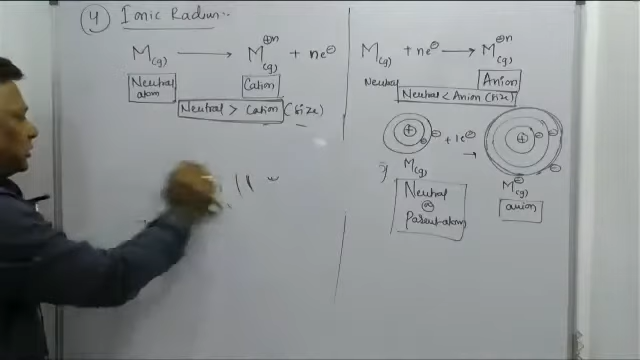 4 Ionic Radius..
M(g) → M⊕n(g) + ne⊖
Neutral atom
Cation
Neutral > Cation (size)
M(g) + ne⊖ → M⊖n(g)
Neutral
Anion
Neutral < Anion (size)
+ 1e⊖ →
M(g)
M⊖(g)
Neutral
Parent-atom
anion